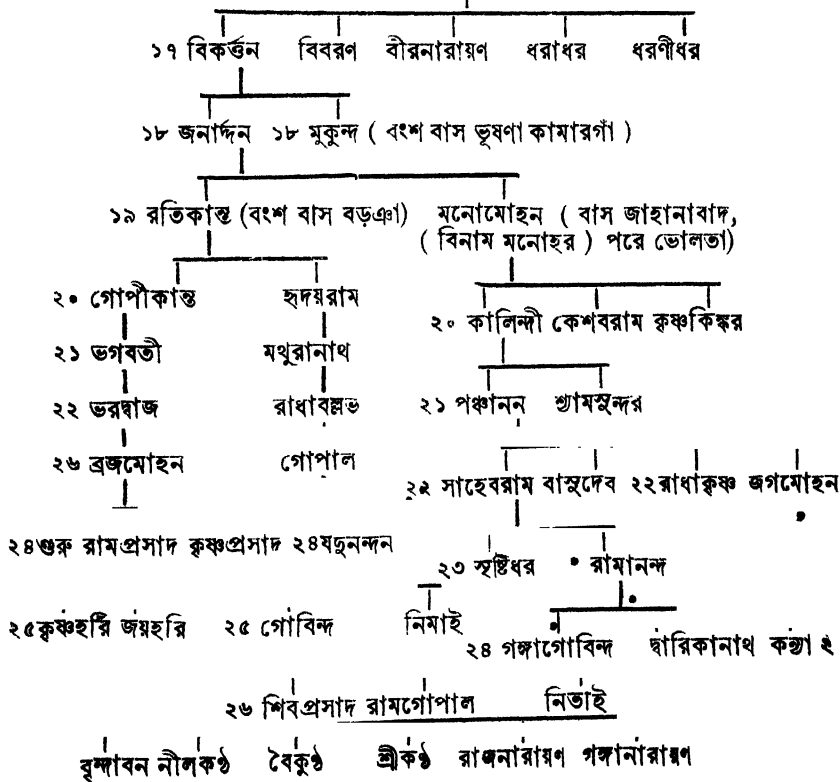 ১৭ বিকর্ত্তন বিবরণ বীরনারায়ণ ধরাধর ধরণীধর
১৮ জনার্দ্দন ১৮ মুকুন্দ ( বংশ বাস ভূষণা কামারগাঁ )
১৯ রতিকান্ত (বংশ বাস বড়ঞা) মনোমোহন ( বাস জাহানাবাদ,
( বিনাম মনোহর ) পরে ভোলতা)
২০ গোপীকান্ত হৃদয়রাম
২০ কালিন্দী কেশবরাম কৃষ্ণকিঙ্কর
২১ ভগবতী মথুরানাথ
২২ ভরদ্বাজ রাধাবল্লভ
২১ পঞ্চানন শ্যামসুন্দর
২৬ ব্রজমোহন গোপাল
২২ সাহেবরাম বাসুদেব ২২রাধাকৃষ্ণ জগমোহন
২৪গুরু রামপ্রসাদ কৃষ্ণপ্রসাদ ২৪যদুনন্দন
২৩ সৃষ্টিধর রামানন্দ
২৫কৃষ্ণহরি জয়হরি ২৫ গোবিন্দ নিমাই
২৪ গঙ্গাগোবিন্দ দ্বারিকানাথ কন্যা ২
২৬ শিবপ্রসাদ রামগোপাল নিতাই
বৃন্দাবন নীলকণ্ঠ বৈকুণ্ঠ শ্রীকণ্ঠ রাজনারায়ণ গঙ্গানারায়ণ